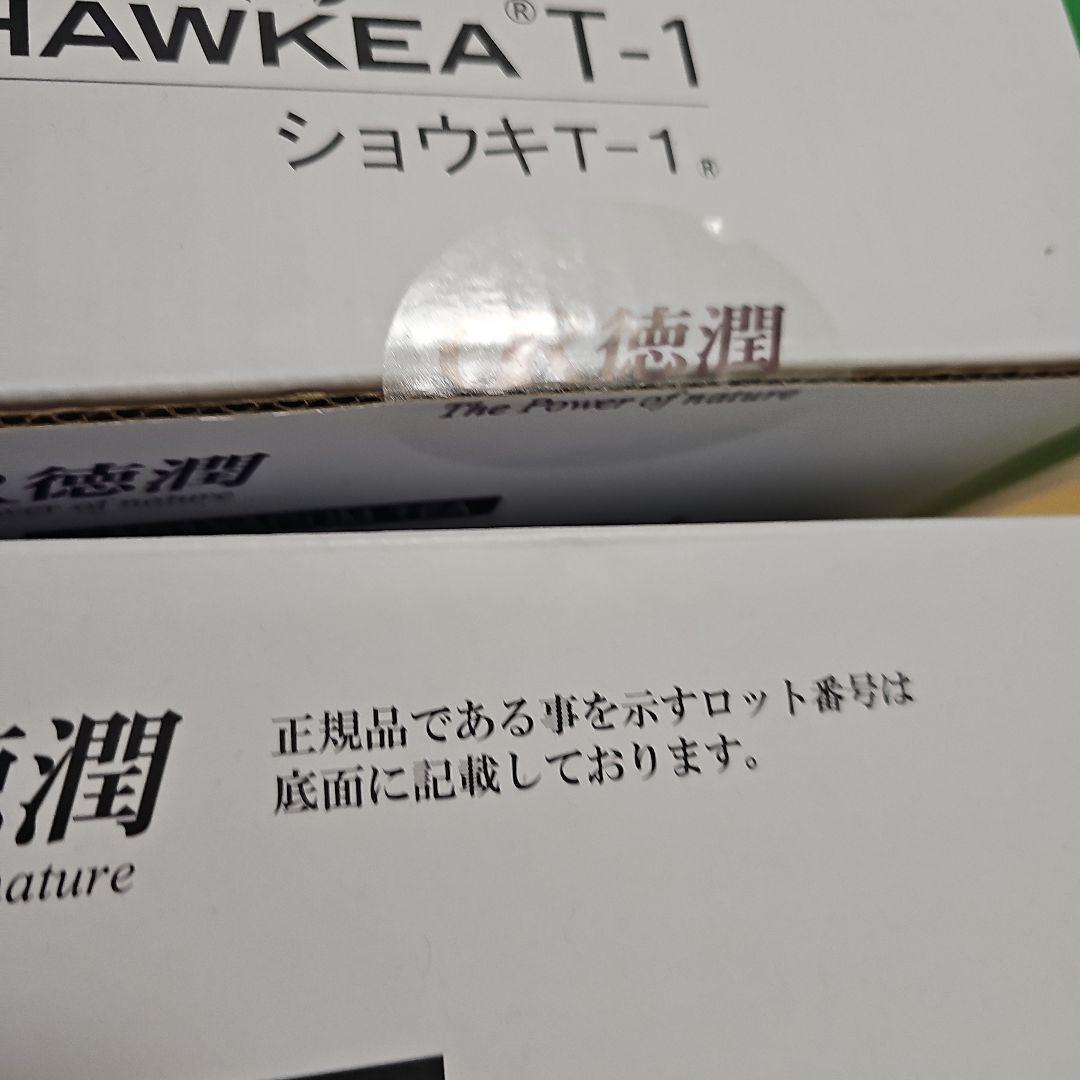 HAWKEA® T-1
ショウキT-1®
徳潤
The Power of nature
徳潤
of nature
潤
nature
正規品である事を示すロット番号は
底面に記載しております。